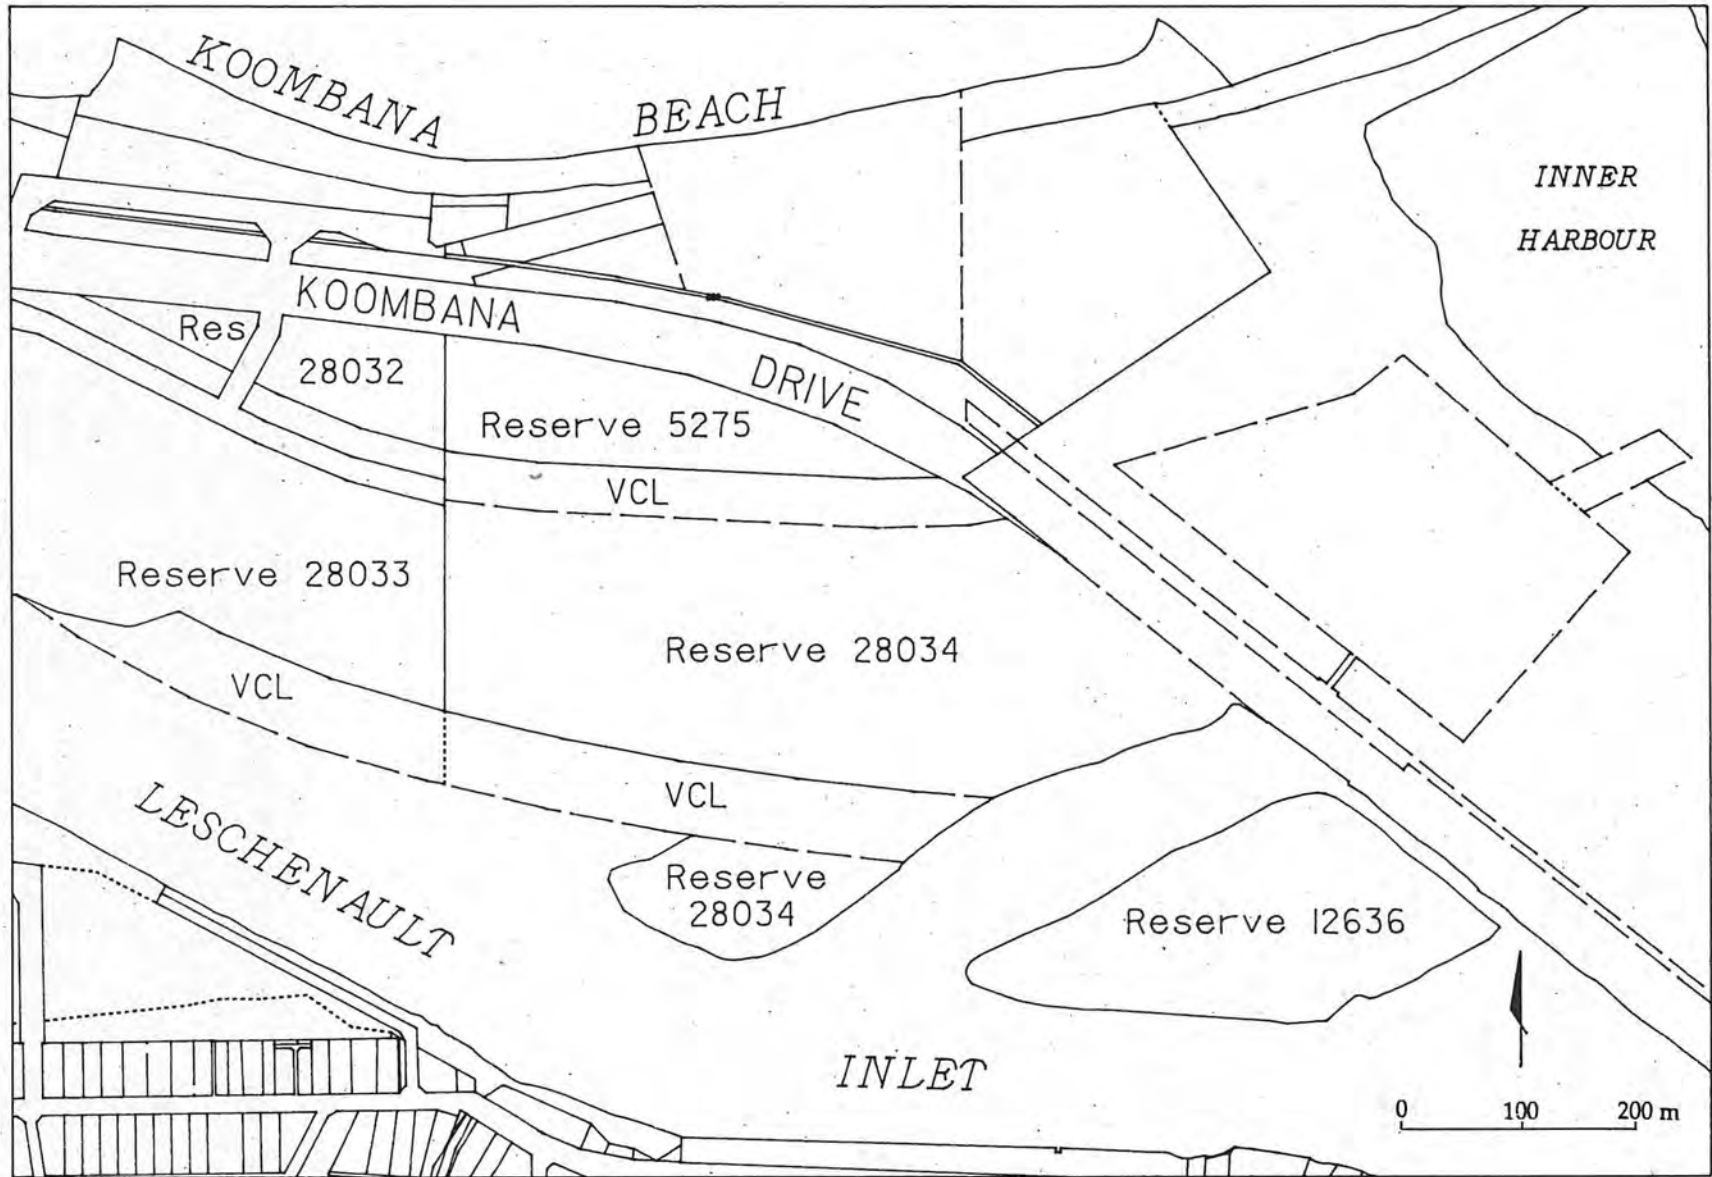 KOOMBANA BEACH
INNER
HARBOUR
KOOMBANA DRIVE
Res
28032
Reserve 5275
VCL
Reserve 28033
Reserve 28034
VCL
VCL
LESCHENAULT
Reserve
28034
Reserve 12636
INLET
0 100 200 m